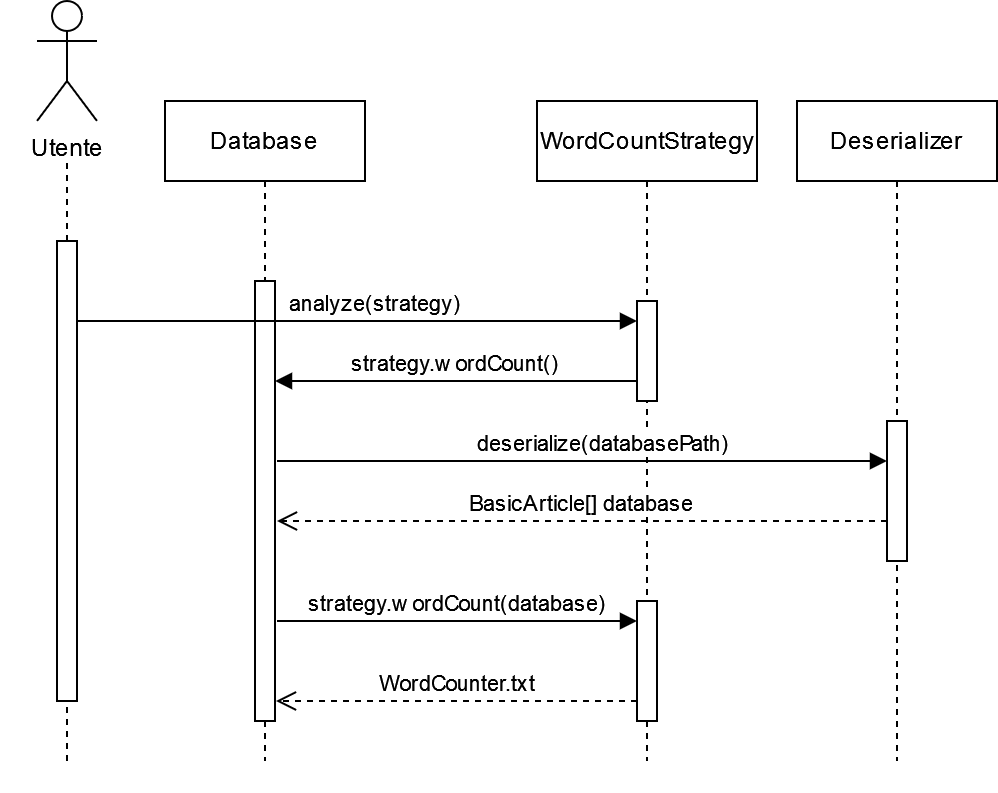 Utente
Database
WordCountStrategy
Deserializer
analyze(strategy)
strategy.w ordCount()
deserialize(databasePath)
BasicArticle[] database
strategy.w ordCount(database)
WordCounter.txt